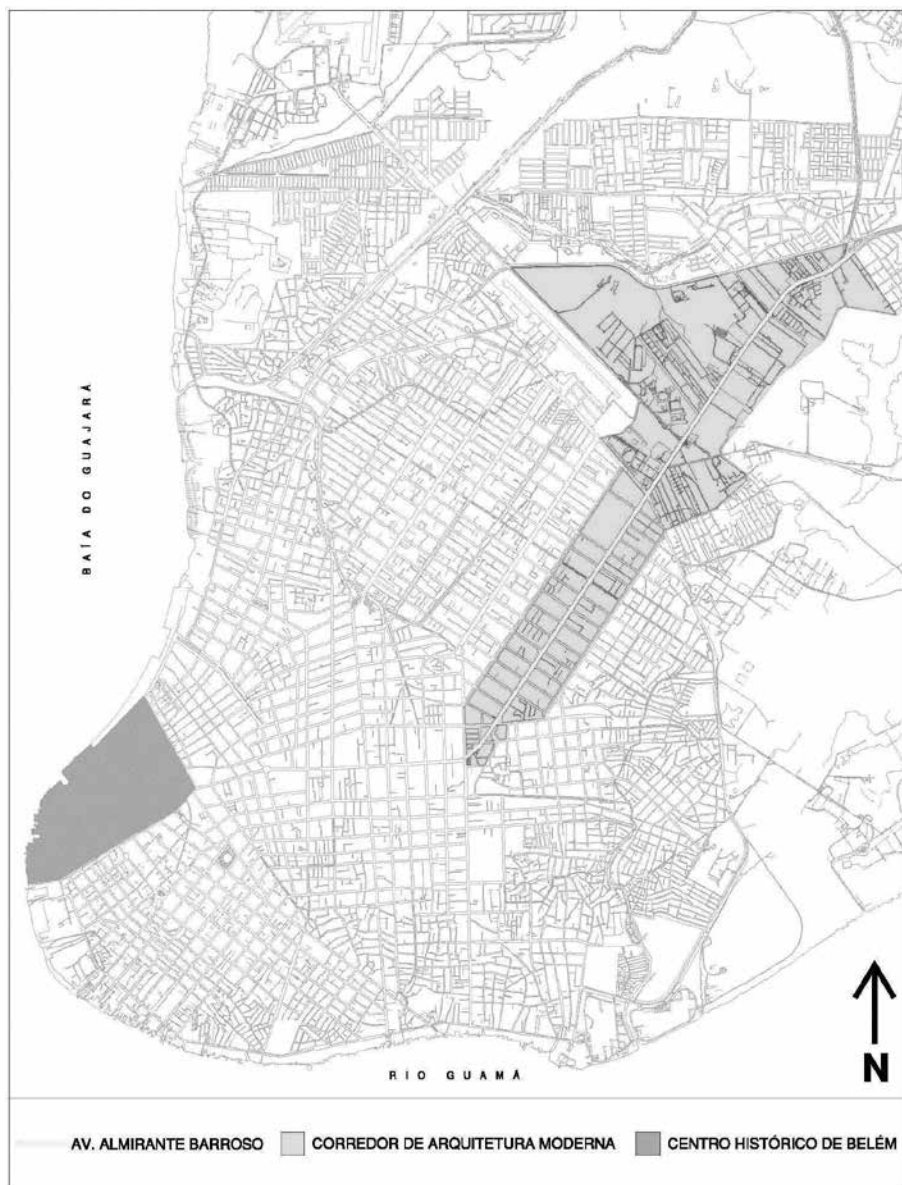 BAÍA DO GUAJARÁ
RIO GUAMÁ
N
AV. ALMIRANTE BARROSO
CORREDOR DE ARQUITETURA MODERNA
CENTRO HISTÓRICO DE BELÉM